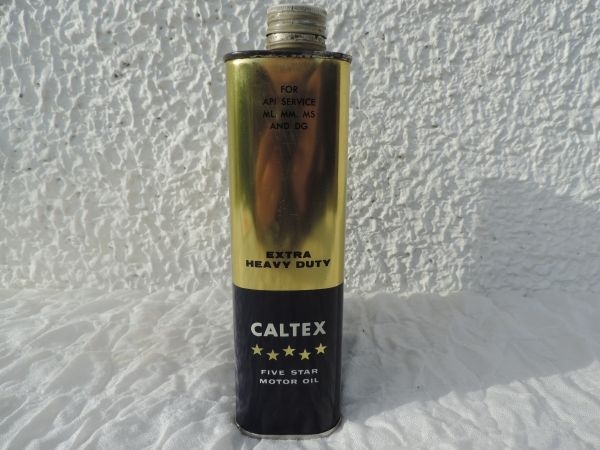 FOR
API SERVICE
ML, MM, MS
AND DG
EXTRA
HEAVY DUTY
CALTEX
FIVE STAR
MOTOR OIL